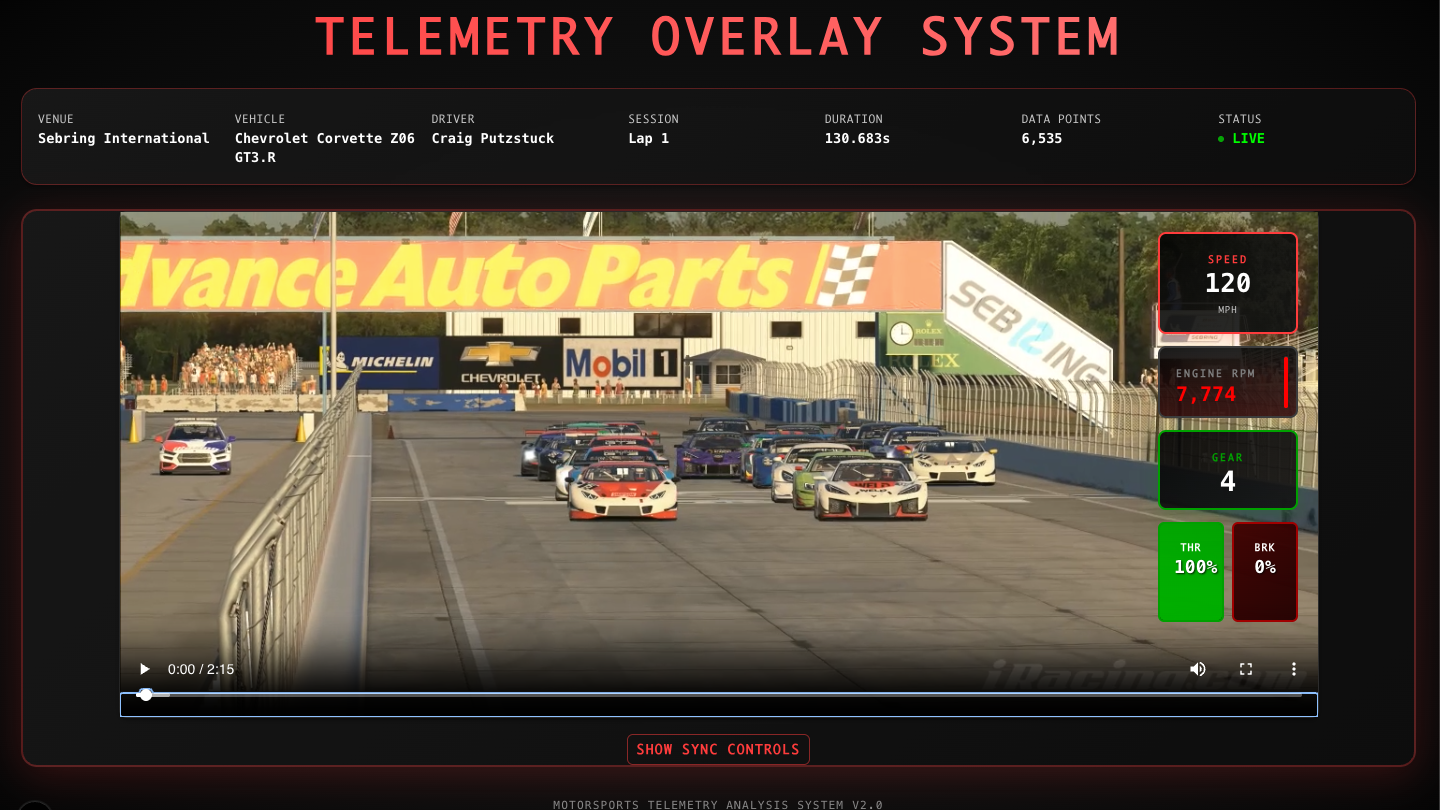 TELEMETRY OVERLAY SYSTEM
VENUE
Sebring International
VEHICLE
Chevrolet Corvette Z06
GT3.R
DRIVER
Craig Putzstuck
SESSION
Lap 1
DURATION
130.683s
DATA POINTS
6,535
STATUS
● LIVE
dvance Auto Parts
SEB12ING
ROLEX
EX
MICHELIN
CHEVROLET
Mobil 1
WELD
SPEED
120
MPH
ENGINE RPM
7,774
GEAR
4
THR
100%
BRK
0%
0:00 / 2:15
iRacing.com
SHOW SYNC CONTROLS
MOTORSPORTS TELEMETRY ANALYSIS SYSTEM V2.0